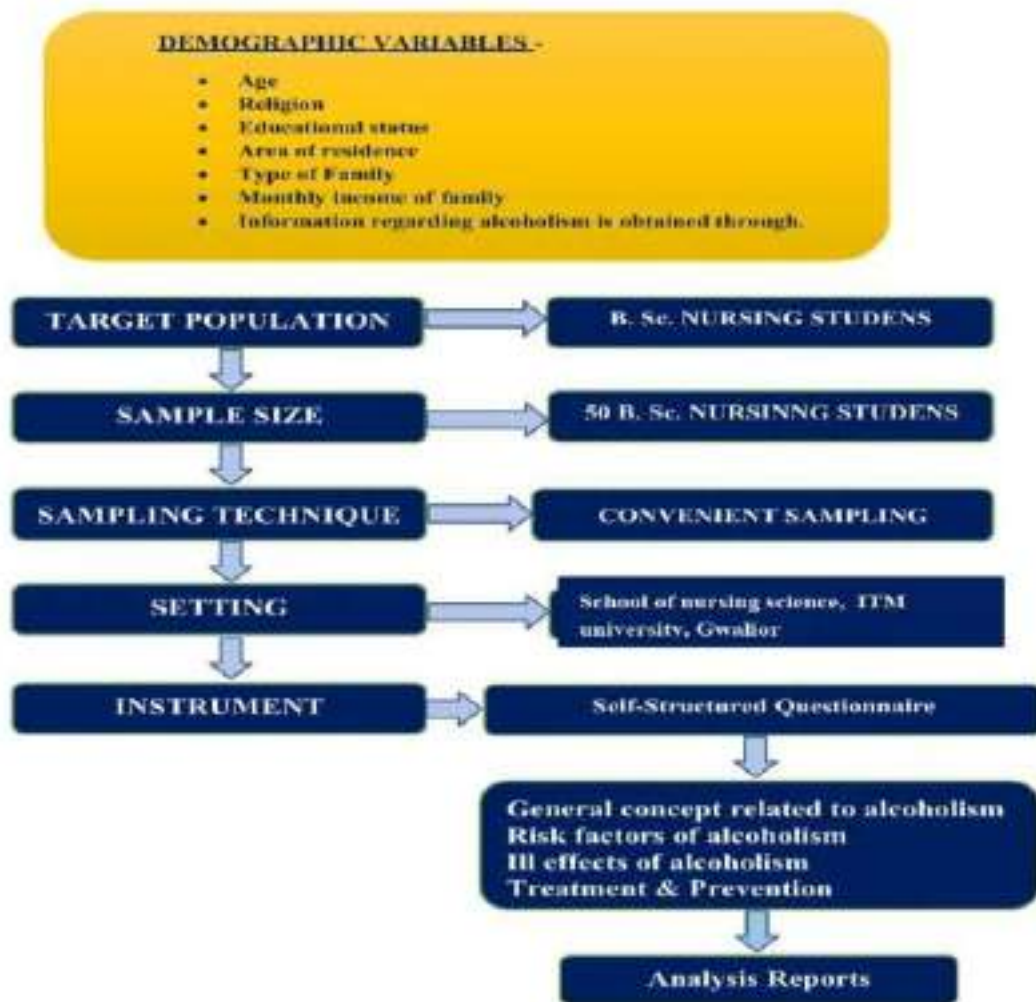 DEMOGRAPHIC VARIABLES -
• Age
• Religion
• Educational status
• Area of residence
• Type of Family
• Monthly income of family
• Information regarding alcoholism is obtained through.
TARGET POPULATION
B. Sc. NURSING STUDENS
SAMPLE SIZE
50 B. Sc. NURSINNG STUDENS
SAMPLING TECHNIQUE
CONVENIENT SAMPLING
SETTING
School of nursing science, ITM
university, Gwalior
INSTRUMENT
Self-Structured Questionnaire
General concept related to alcoholism
Risk factors of alcoholism
Ill effects of alcoholism
Treatment & Prevention
Analysis Reports